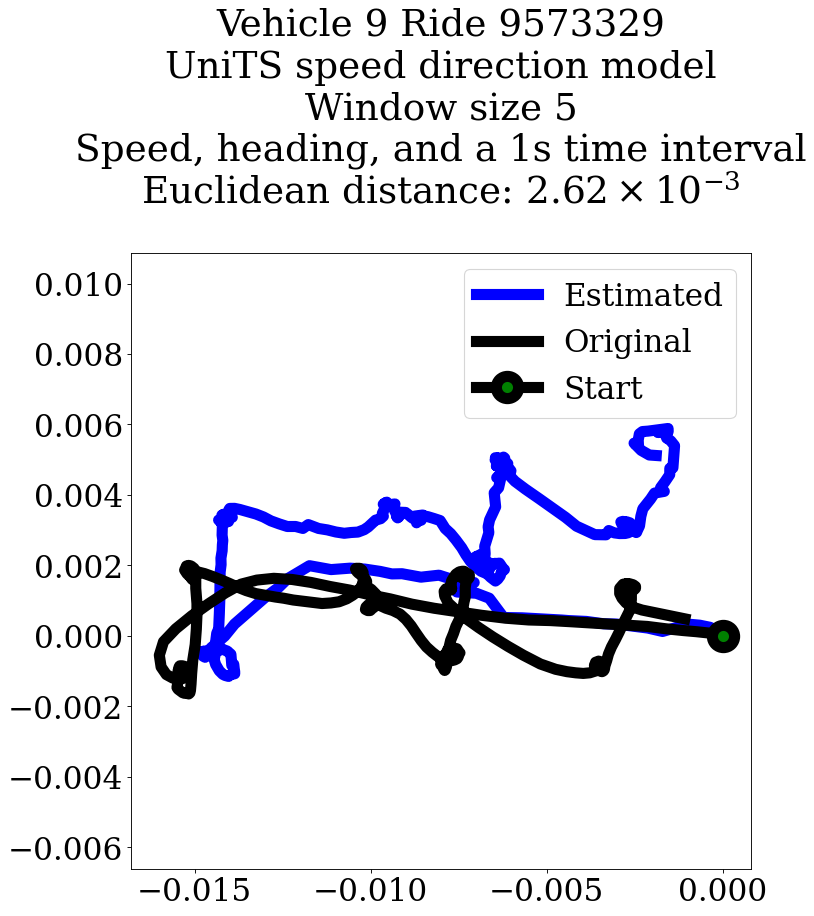 Vehicle 9 Ride 9573329
UniTS speed direction model
Window size 5
Speed, heading, and a 1s time interval
Euclidean distance: 2.62 × 10⁻³
Estimated
Original
Start
0.010
0.008
0.006
0.004
0.002
0.000
−0.002
−0.004
−0.006
−0.015 −0.010 −0.005 0.000